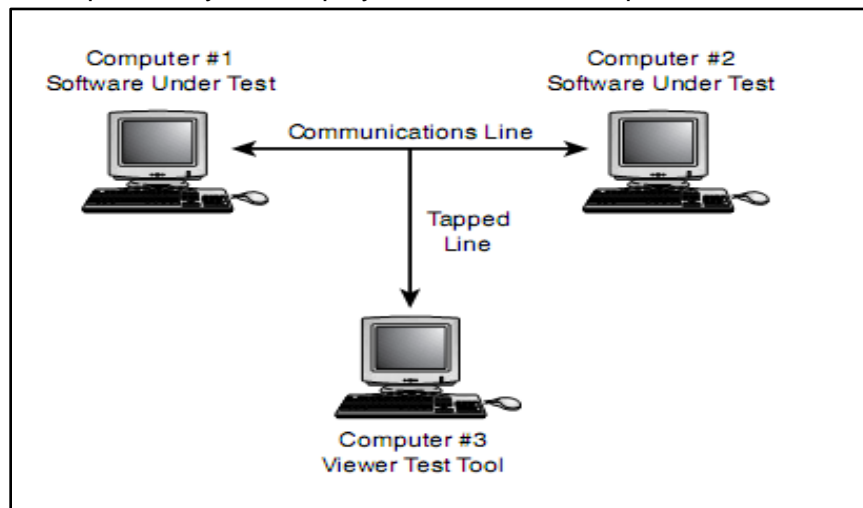 Computer #1
Software Under Test
Computer #2
Software Under Test
Communications Line
Tapped
Line
Computer #3
Viewer Test Tool